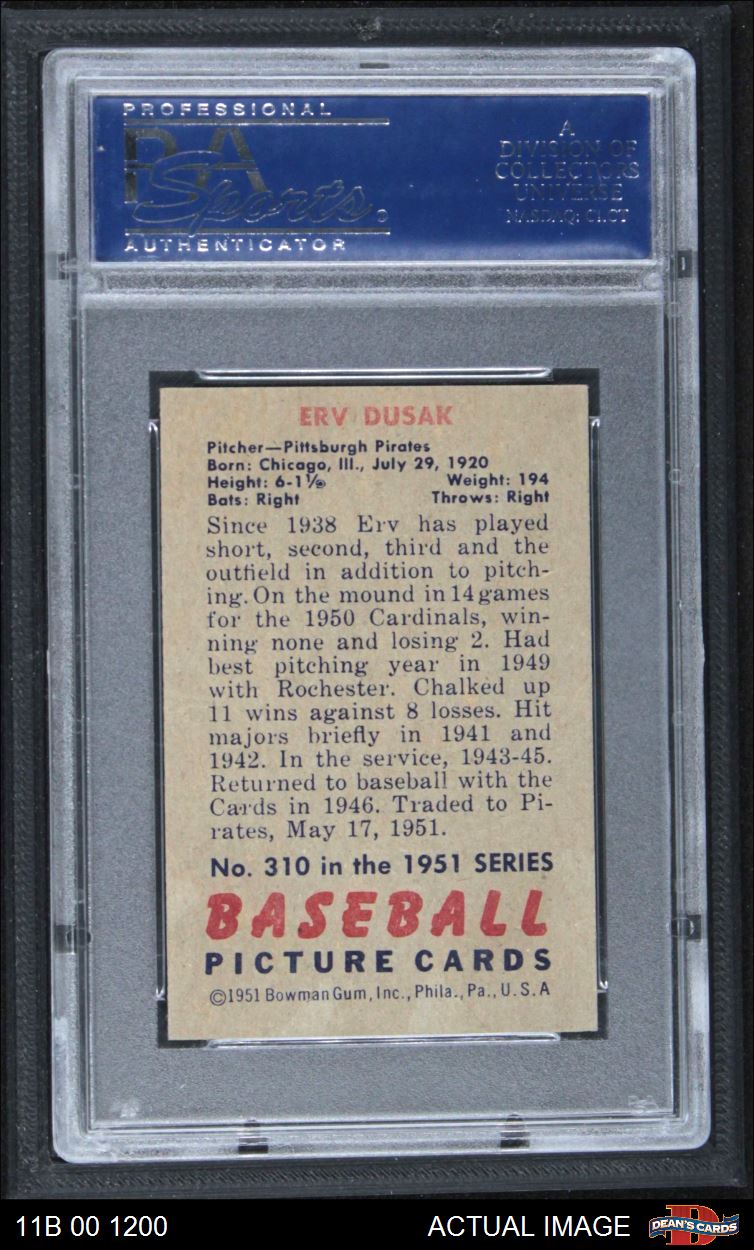 PROFESSIONAL
PSA
Sports®
AUTHENTICATOR
A
DIVISION OF
COLLECTORS
UNIVERSE
NASDAQ: CLCT
ERV DUSAK
Pitcher—Pittsburgh Pirates
Born: Chicago, Ill., July 29, 1920
Height: 6-1½ Weight: 194
Bats: Right Throws: Right
Since 1938 Erv has played
short, second, third and the
outfield in addition to pitch-
ing. On the mound in 14 games
for the 1950 Cardinals, win-
ning none and losing 2. Had
best pitching year in 1949
with Rochester. Chalked up
11 wins against 8 losses. Hit
majors briefly in 1941 and
1942. In the service, 1943-45.
Returned to baseball with the
Cards in 1946. Traded to Pi-
rates, May 17, 1951.
No. 310 in the 1951 SERIES
BASEBALL
PICTURE CARDS
©1951 Bowman Gum, Inc., Phila., Pa., U.S.A
11B 00 1200
ACTUAL IMAGE
DEAN'S CARDS